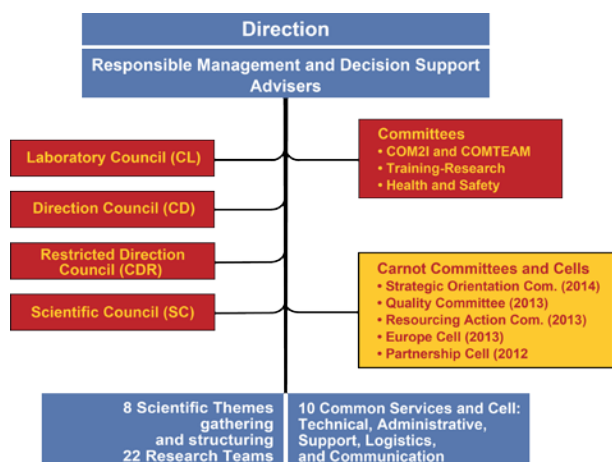 Direction
Responsible Management and Decision Support
Advisers
Laboratory Council (CL)
Direction Council (CD)
Restricted Direction
Council (CDR)
Scientific Council (SC)
Committees
• COM2I and COMTEAM
• Training-Research
• Health and Safety
Carnot Committees and Cells
• Strategic Orientation Com. (2014)
• Quality Committee (2013)
• Resourcing Action Com. (2013)
• Europe Cell (2013)
• Partnership Cell (2012
8 Scientific Themes
gathering
and structuring
22 Research Teams
10 Common Services and Cell:
Technical, Administrative,
Support, Logistics,
and Communication